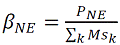 β_NE = P_NE / ∑_k Ms_k